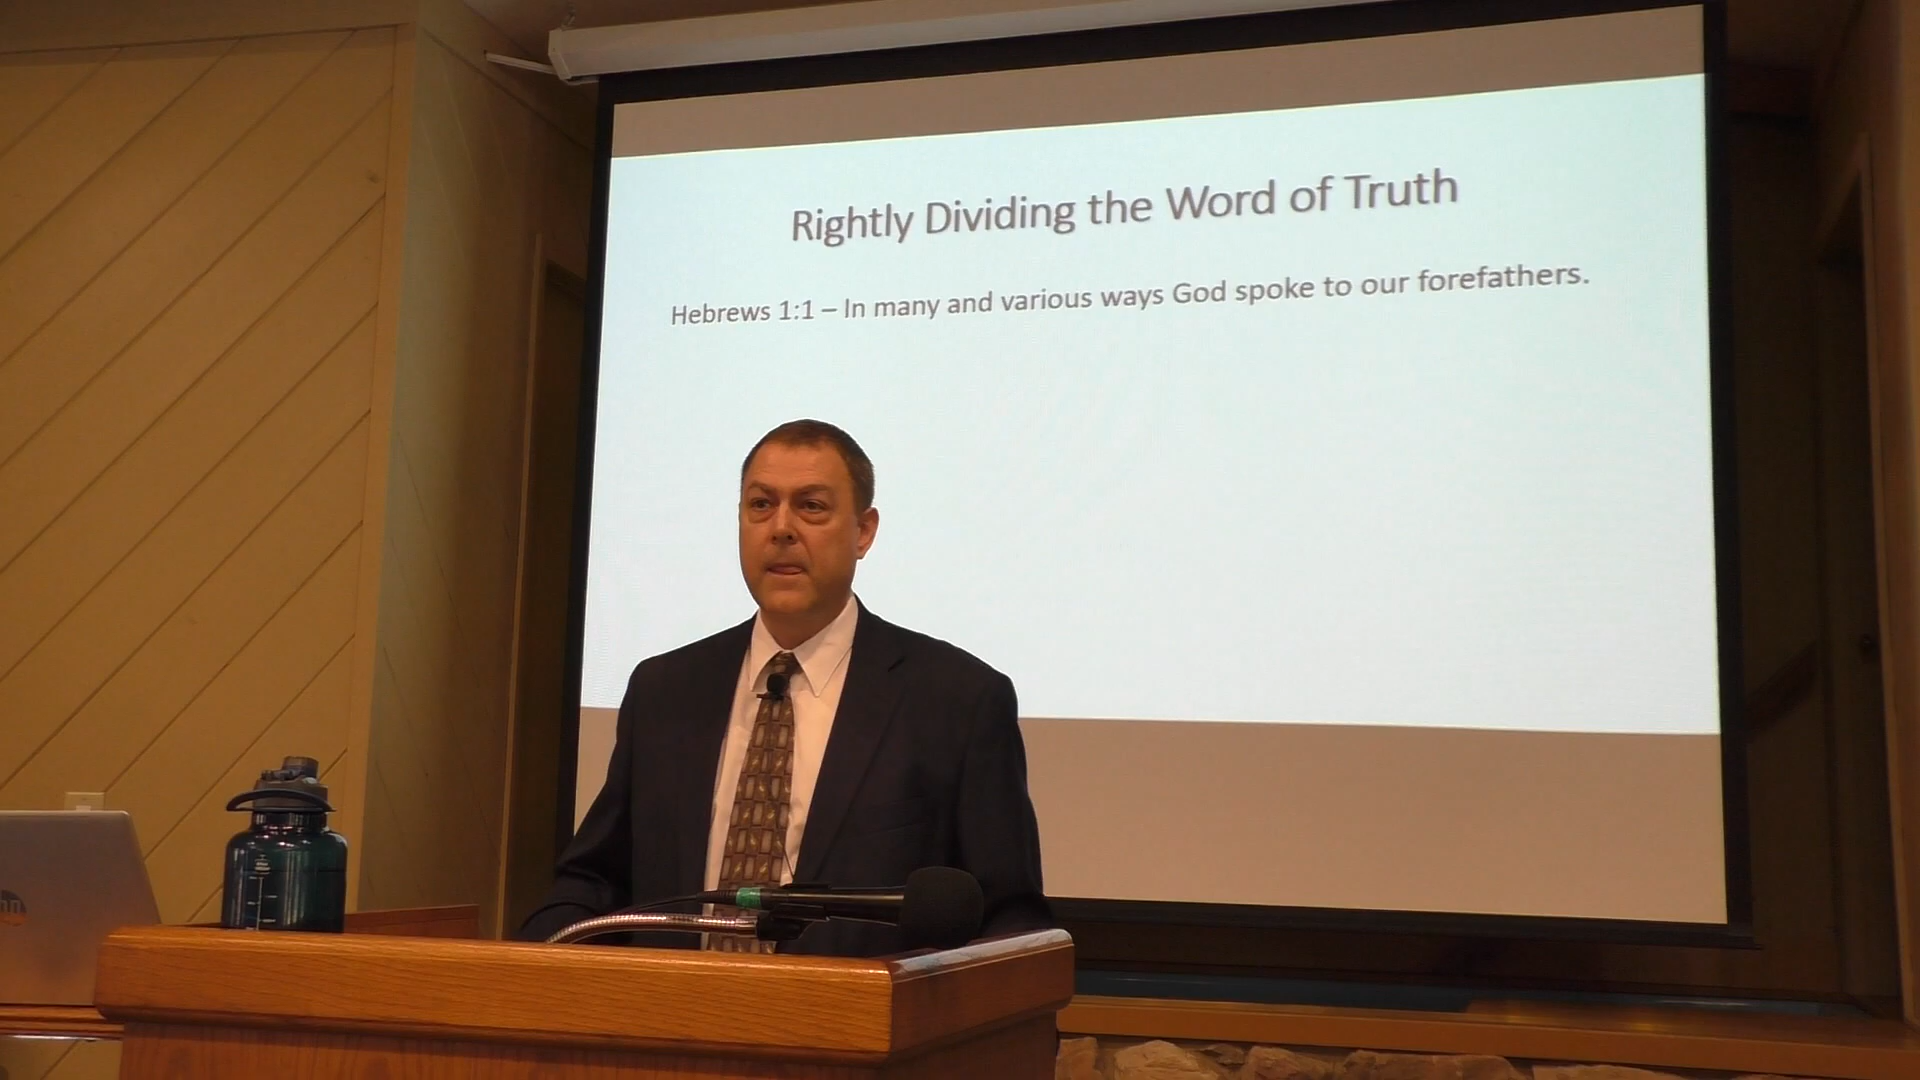 Rightly Dividing the Word of Truth
Hebrews 1:1 – In many and various ways God spoke to our forefathers.